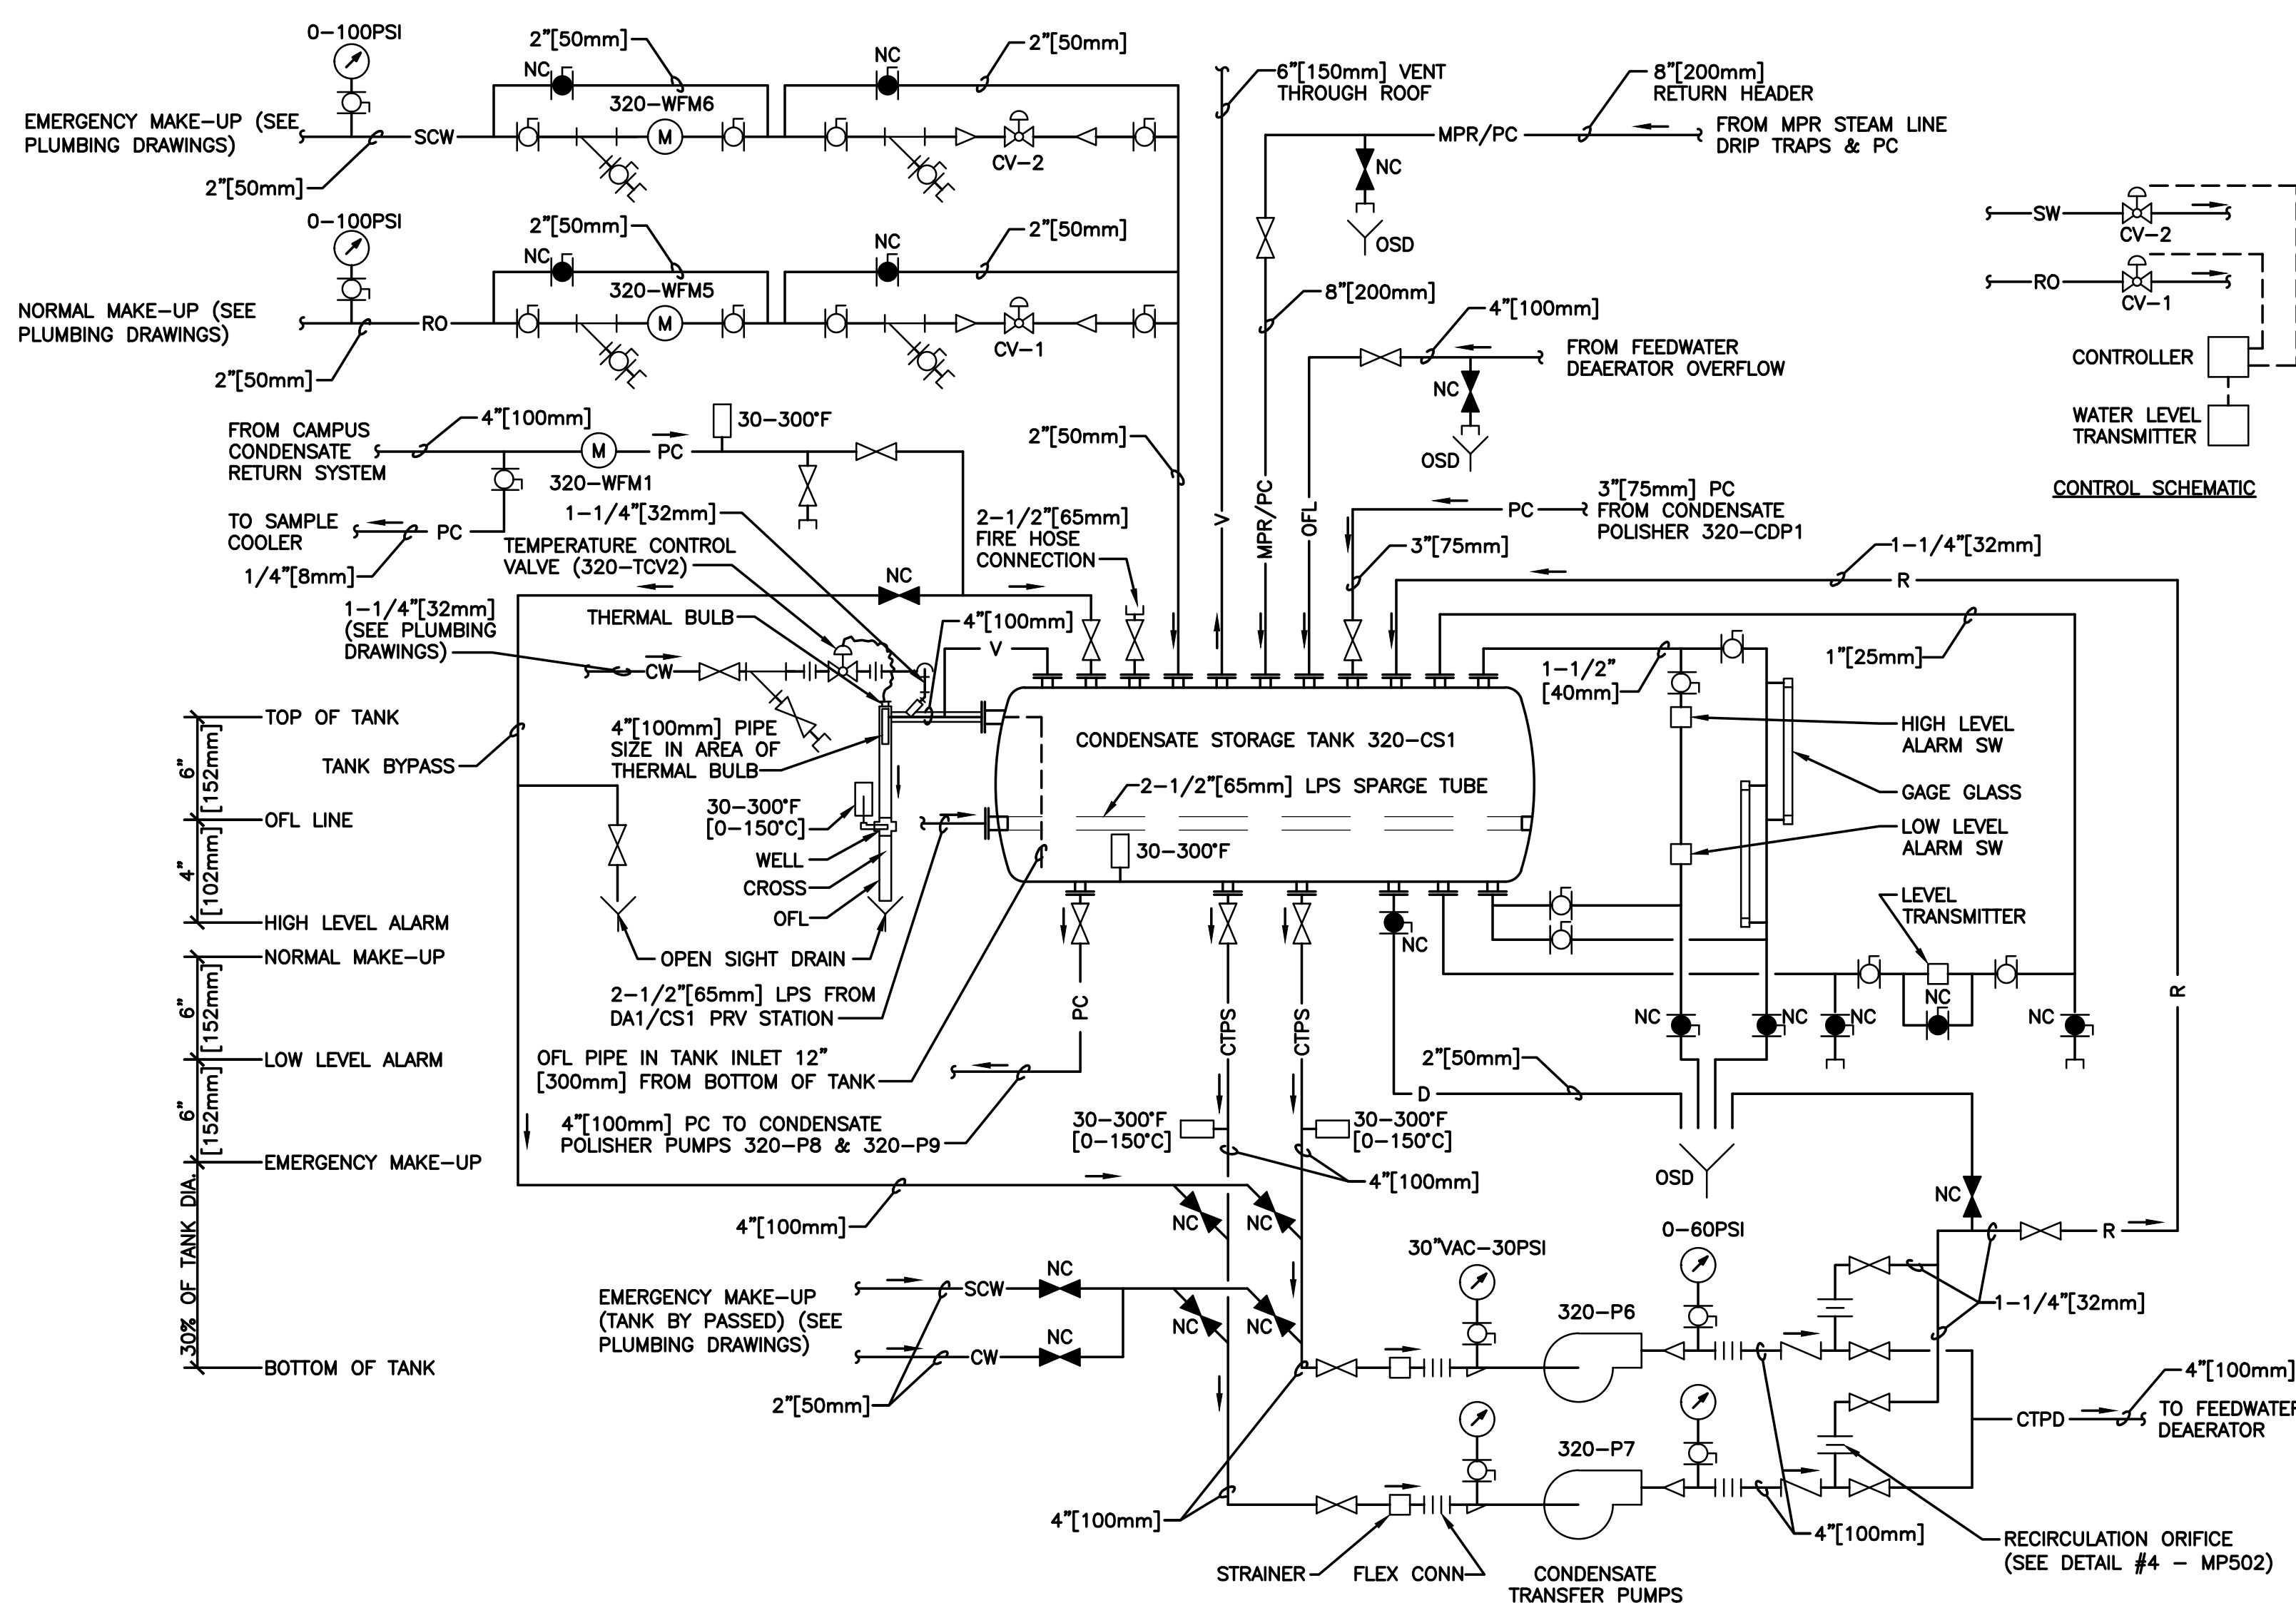 0-100PSI
2"[50mm]
NC
NC
2"[50mm]
320-WFM6
M
EMERGENCY MAKE-UP (SEE
PLUMBING DRAWINGS)
SCW
CV-2
2"[50mm]
0-100PSI
2"[50mm]
NC
NC
2"[50mm]
320-WFM5
M
NORMAL MAKE-UP (SEE
PLUMBING DRAWINGS)
RO
CV-1
2"[50mm]
6"[150mm] VENT
THROUGH ROOF
8"[200mm]
RETURN HEADER
MPR/PC
FROM MPR STEAM LINE
DRIP TRAPS & PC
NC
OSD
8"[200mm]
4"[100mm]
FROM FEEDWATER
DEAERATOR OVERFLOW
NC
OSD
SW
CV-2
RO
CV-1
CONTROLLER
WATER LEVEL
TRANSMITTER
CONTROL SCHEMATIC
FROM CAMPUS
CONDENSATE
RETURN SYSTEM
4"[100mm]
M
PC
320-WFM1
30-300°F
2"[50mm]
TO SAMPLE
COOLER
PC
1/4"[8mm]
1-1/4"[32mm]
TEMPERATURE CONTROL
VALVE (320-TCV2)
2-1/2"[65mm]
FIRE HOSE
CONNECTION
V
MPR/PC
OFL
PC
3"[75mm] PC
FROM CONDENSATE
POLISHER 320-CDP1
3"[75mm]
1-1/4"[32mm]
R
NC
1-1/4"[32mm]
(SEE PLUMBING
DRAWINGS)
THERMAL BULB
4"[100mm]
V
CW
1-1/2"
[40mm]
1"[25mm]
TOP OF TANK
6"
[152mm]
TANK BYPASS
4"[100mm] PIPE
SIZE IN AREA OF
THERMAL BULB
CONDENSATE STORAGE TANK 320-CS1
2-1/2"[65mm] LPS SPARGE TUBE
30-300°F
HIGH LEVEL
ALARM SW
GAGE GLASS
LOW LEVEL
ALARM SW
OFL LINE
4"
[102mm]
30-300°F
[0-150°C]
WELL
CROSS
OFL
HIGH LEVEL ALARM
OPEN SIGHT DRAIN
NC
LEVEL
TRANSMITTER
NORMAL MAKE-UP
6"
[152mm]
2-1/2"[65mm] LPS FROM
DA1/CS1 PRV STATION
PC
CTPS
CTPS
NC
NC
NC
NC
NC
R
LOW LEVEL ALARM
6"
[152mm]
OFL PIPE IN TANK INLET 12"
[300mm] FROM BOTTOM OF TANK
2"[50mm]
D
4"[100mm] PC TO CONDENSATE
POLISHER PUMPS 320-P8 & 320-P9
30-300°F
[0-150°C]
30-300°F
[0-150°C]
EMERGENCY MAKE-UP
4"[100mm]
OSD
NC
4"[100mm]
NC
NC
30"VAC-30PSI
0-60PSI
R
30% OF TANK DIA.
EMERGENCY MAKE-UP
(TANK BY PASSED) (SEE
PLUMBING DRAWINGS)
SCW
NC
CW
NC
NC
NC
320-P6
1-1/4"[32mm]
BOTTOM OF TANK
2"[50mm]
4"[100mm]
CTPD
TO FEEDWATER
DEAERATOR
320-P7
4"[100mm]
4"[100mm]
RECIRCULATION ORIFICE
(SEE DETAIL #4 - MP502)
STRAINER
FLEX CONN
CONDENSATE
TRANSFER PUMPS